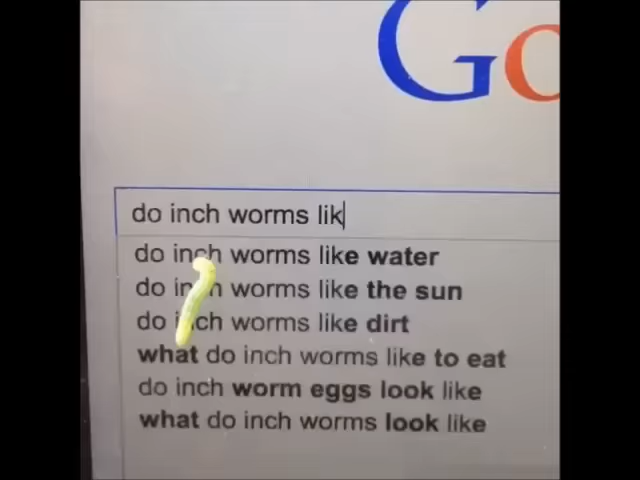 Go
do inch worms lik
do inch worms like water
do inch worms like the sun
do inch worms like dirt
what do inch worms like to eat
do inch worm eggs look like
what do inch worms look like